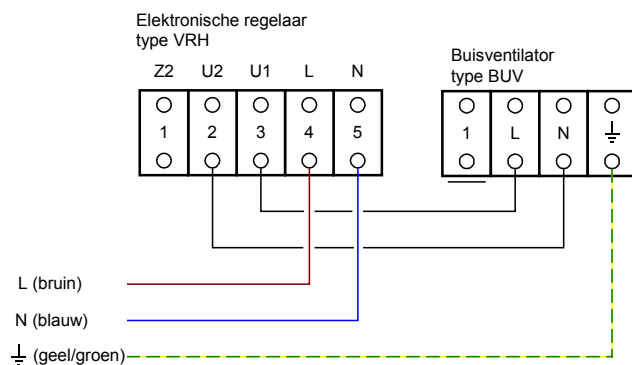 Elektronische regelaar
type VRH
Z2 U2 U1 L N
1 2 3 4 5
Buisventilator
type BUV
1 L N
L (bruin)
N (blauw)
(geel/groen)